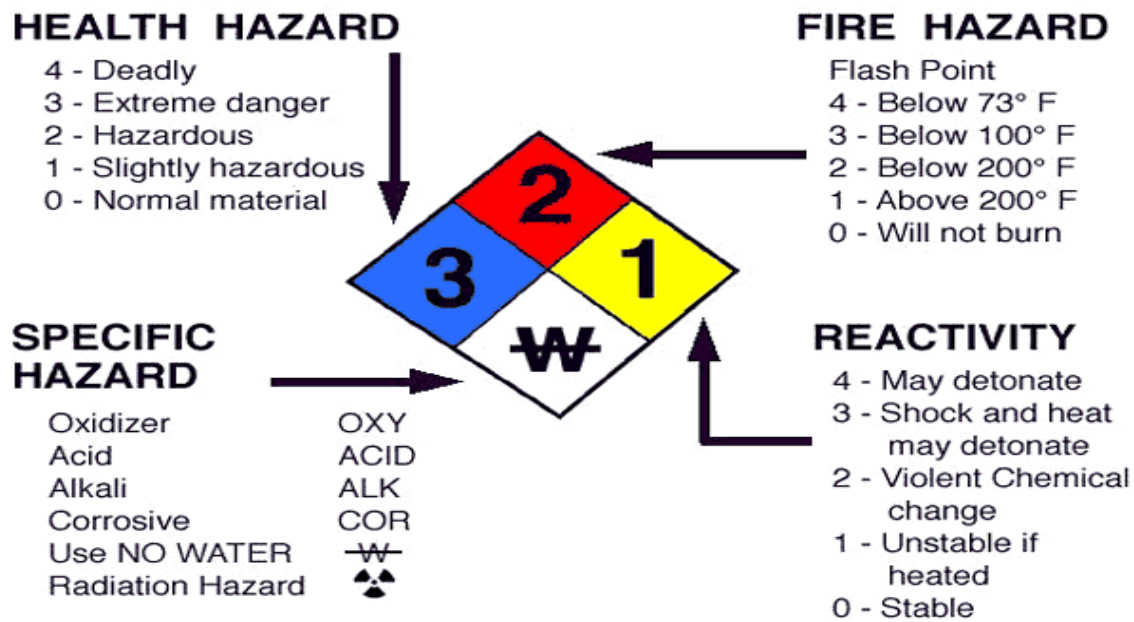 HEALTH HAZARD
4 - Deadly
3 - Extreme danger
2 - Hazardous
1 - Slightly hazardous
0 - Normal material
FIRE HAZARD
Flash Point
4 - Below 73° F
3 - Below 100° F
2 - Below 200° F
1 - Above 200° F
0 - Will not burn
2
3
1
W
SPECIFIC
HAZARD
Oxidizer OXY
Acid ACID
Alkali ALK
Corrosive COR
Use NO WATER W
Radiation Hazard
REACTIVITY
4 - May detonate
3 - Shock and heat
may detonate
2 - Violent Chemical
change
1 - Unstable if
heated
0 - Stable